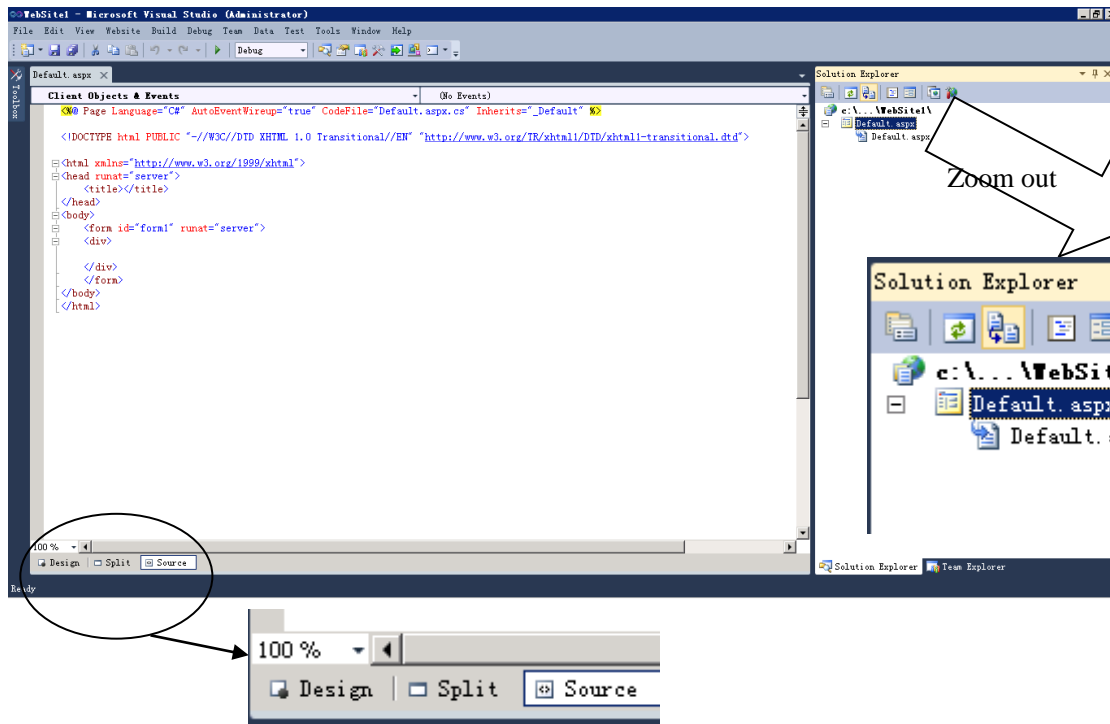 WebSite1 - Microsoft Visual Studio (Administrator)
File Edit View Website Build Debug Team Data Test Tools Window Help
Debug
Toolbox
Default.aspx
Client Objects & Events
(No Events)
<%@ Page Language="C#" AutoEventWireup="true" CodeFile="Default.aspx.cs" Inherits="_Default" %>
<!DOCTYPE html PUBLIC "-//W3C//DTD XHTML 1.0 Transitional//EN" "http://www.w3.org/TR/xhtml1/DTD/xhtml1-transitional.dtd">
<html xmlns="http://www.w3.org/1999/xhtml">
<head runat="server">
<title></title>
</head>
<body>
<form id="form1" runat="server">
<div>
</div>
</form>
</body>
</html>
100 %
Design Split Source
Ready
Solution Explorer
c:\...\WebSite1\
Default.aspx
Default.aspx
Solution Explorer Team Explorer
Zoom out
Solution Explorer
c:\...\WebSit
Default.asp
Default.
100 %
Design Split Source